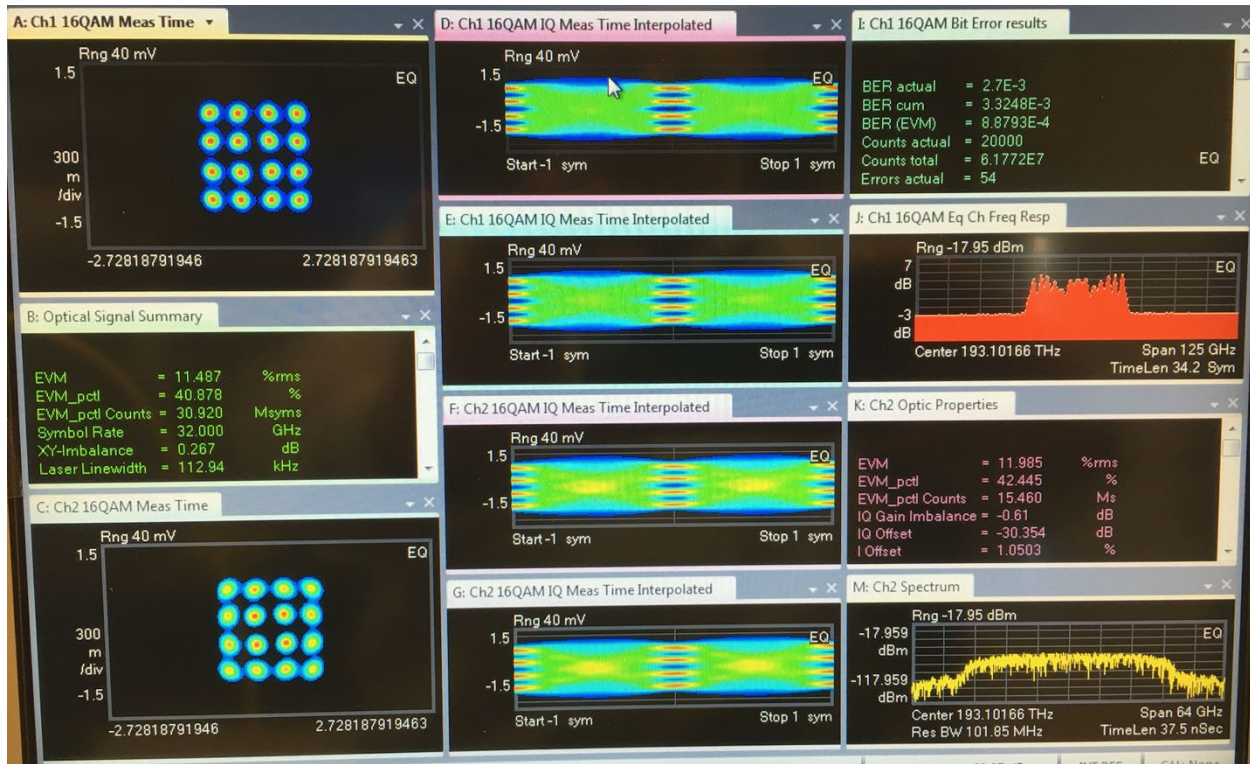 A: Ch1 16QAM Meas Time
Rng 40 mV
1.5
EQ
300
m
/div
-1.5
-2.72818791946
2.728187919463
B: Optical Signal Summary
EVM = 11.487 %rms
EVM_pctl = 40.878 %
EVM_pctl Counts = 30.920 Msyms
Symbol Rate = 32.000 GHz
XY-Imbalance = 0.267 dB
Laser Linewidth = 112.94 kHz
C: Ch2 16QAM Meas Time
Rng 40 mV
1.5
EQ
300
m
/div
-1.5
-2.72818791946
2.728187919463
D: Ch1 16QAM IQ Meas Time Interpolated
Rng 40 mV
1.5
EQ
-1.5
Start -1 sym
Stop 1 sym
E: Ch1 16QAM IQ Meas Time Interpolated
Rng 40 mV
1.5
EQ
-1.5
Start -1 sym
Stop 1 sym
F: Ch2 16QAM IQ Meas Time Interpolated
Rng 40 mV
1.5
EQ
-1.5
Start -1 sym
Stop 1 sym
G: Ch2 16QAM IQ Meas Time Interpolated
Rng 40 mV
1.5
EQ
-1.5
Start -1 sym
Stop 1 sym
I: Ch1 16QAM Bit Error results
BER actual = 2.7E-3
BER cum = 3.3248E-3
BER (EVM) = 8.8793E-4
Counts actual = 20000
Counts total = 6.1772E7
EQ
Errors actual = 54
J: Ch1 16QAM Eq Ch Freq Resp
Rng -17.95 dBm
7
EQ
dB
-3
dB
Center 193.10166 THz
Span 125 GHz
TimeLen 34.2 Sym
K: Ch2 Optic Properties
EVM = 11.985 %rms
EVM_pctl = 42.445 %
EVM_pctl Counts = 15.460 Ms
IQ Gain Imbalance = -0.61 dB
IQ Offset = -30.354 dB
I Offset = 1.0503 %
M: Ch2 Spectrum
Rng -17.95 dBm
-17.959
EQ
dBm
-117.959
dBm
Center 193.10166 THz
Span 64 GHz
Res BW 101.85 MHz
TimeLen 37.5 nSec